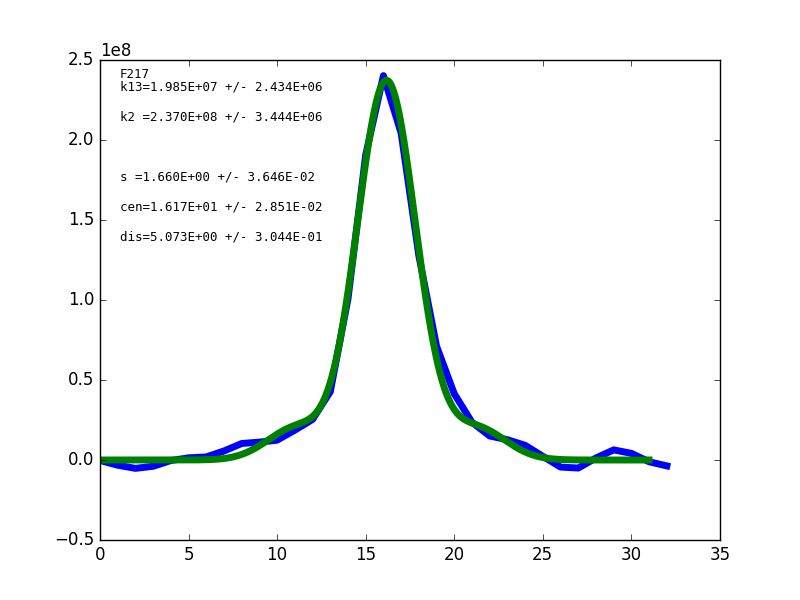 1e8
2.5
2.0
1.5
1.0
0.5
0.0
−0.5
F217
k13=1.985E+07 +/- 2.434E+06
k2 =2.370E+08 +/- 3.444E+06
s =1.660E+00 +/- 3.646E-02
cen=1.617E+01 +/- 2.851E-02
dis=5.073E+00 +/- 3.044E-01
0 5 10 15 20 25 30 35